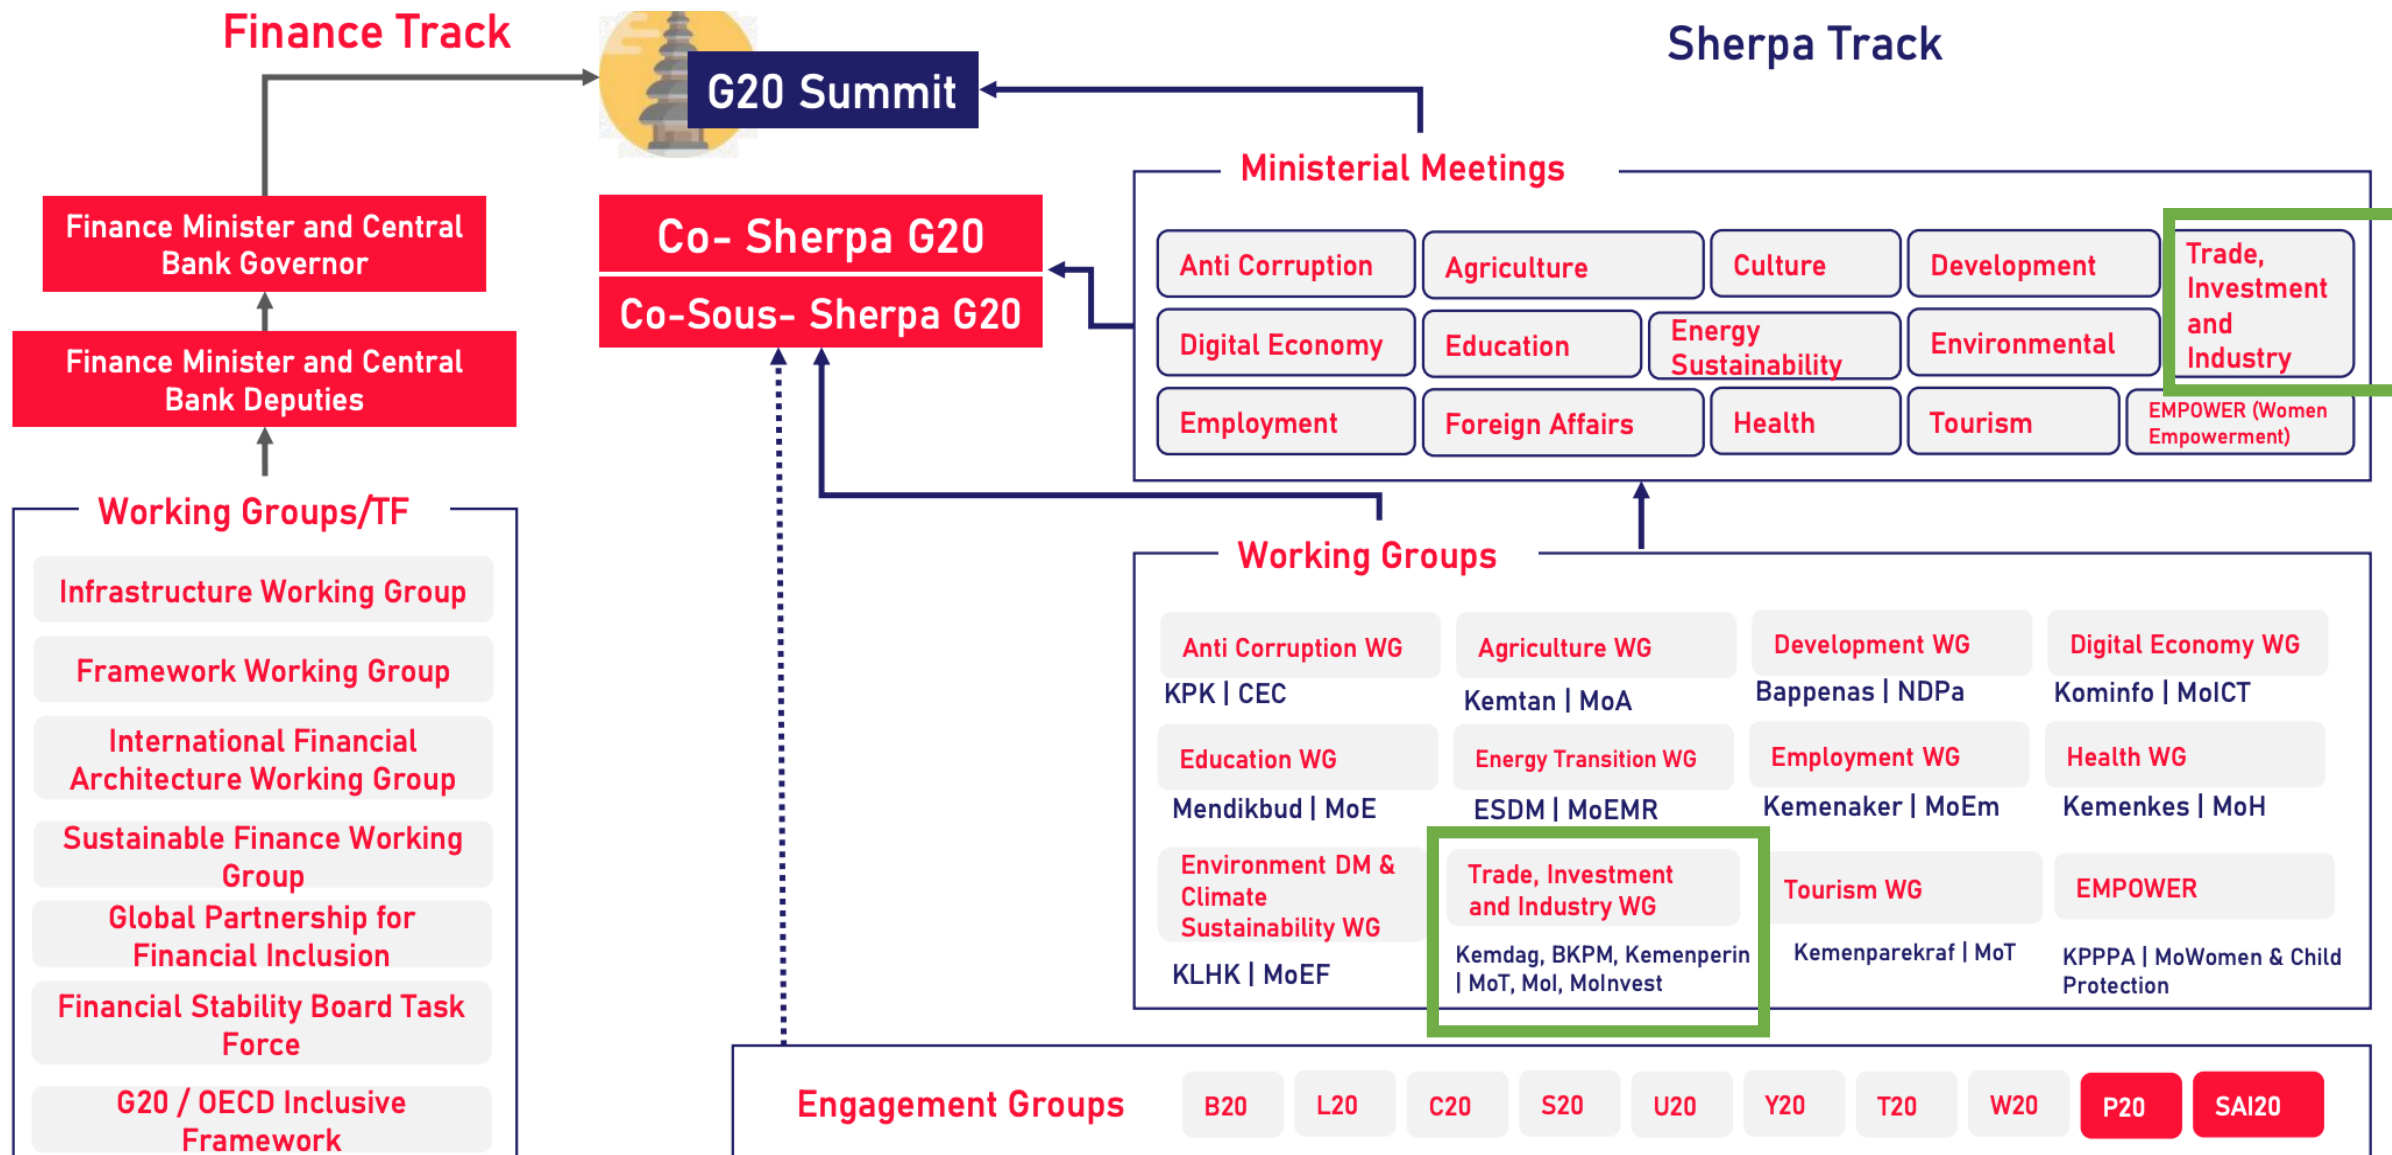 Finance Track
G20 Summit
Sherpa Track
Finance Minister and Central
Bank Governor
Finance Minister and Central
Bank Deputies
Working Groups/TF
Infrastructure Working Group
Framework Working Group
International Financial
Architecture Working Group
Sustainable Finance Working
Group
Global Partnership for
Financial Inclusion
Financial Stability Board Task
Force
G20 / OECD Inclusive
Framework
Co- Sherpa G20
Co-Sous- Sherpa G20
Ministerial Meetings
Anti Corruption
Agriculture
Culture
Development
Trade,
Investment
and
Industry
Digital Economy
Education
Energy
Sustainability
Environmental
Employment
Foreign Affairs
Health
Tourism
EMPOWER (Women
Empowerment)
Working Groups
Anti Corruption WG
KPK | CEC
Agriculture WG
Kemtan | MoA
Development WG
Bappenas | NDPa
Digital Economy WG
Kominfo | MoICT
Education WG
Mendikbud | MoE
Energy Transition WG
ESDM | MoEMR
Employment WG
Kemenaker | MoEm
Health WG
Kemenkes | MoH
Environment DM &
Climate
Sustainability WG
KLHK | MoEF
Trade, Investment
and Industry WG
Kemdag, BKPM, Kemenperin
| MoT, MoI, MoInvest
Tourism WG
Kemenparekraf | MoT
EMPOWER
KPPPA | MoWomen & Child
Protection
Engagement Groups
B20
L20
C20
S20
U20
Y20
T20
W20
P20
SAI20